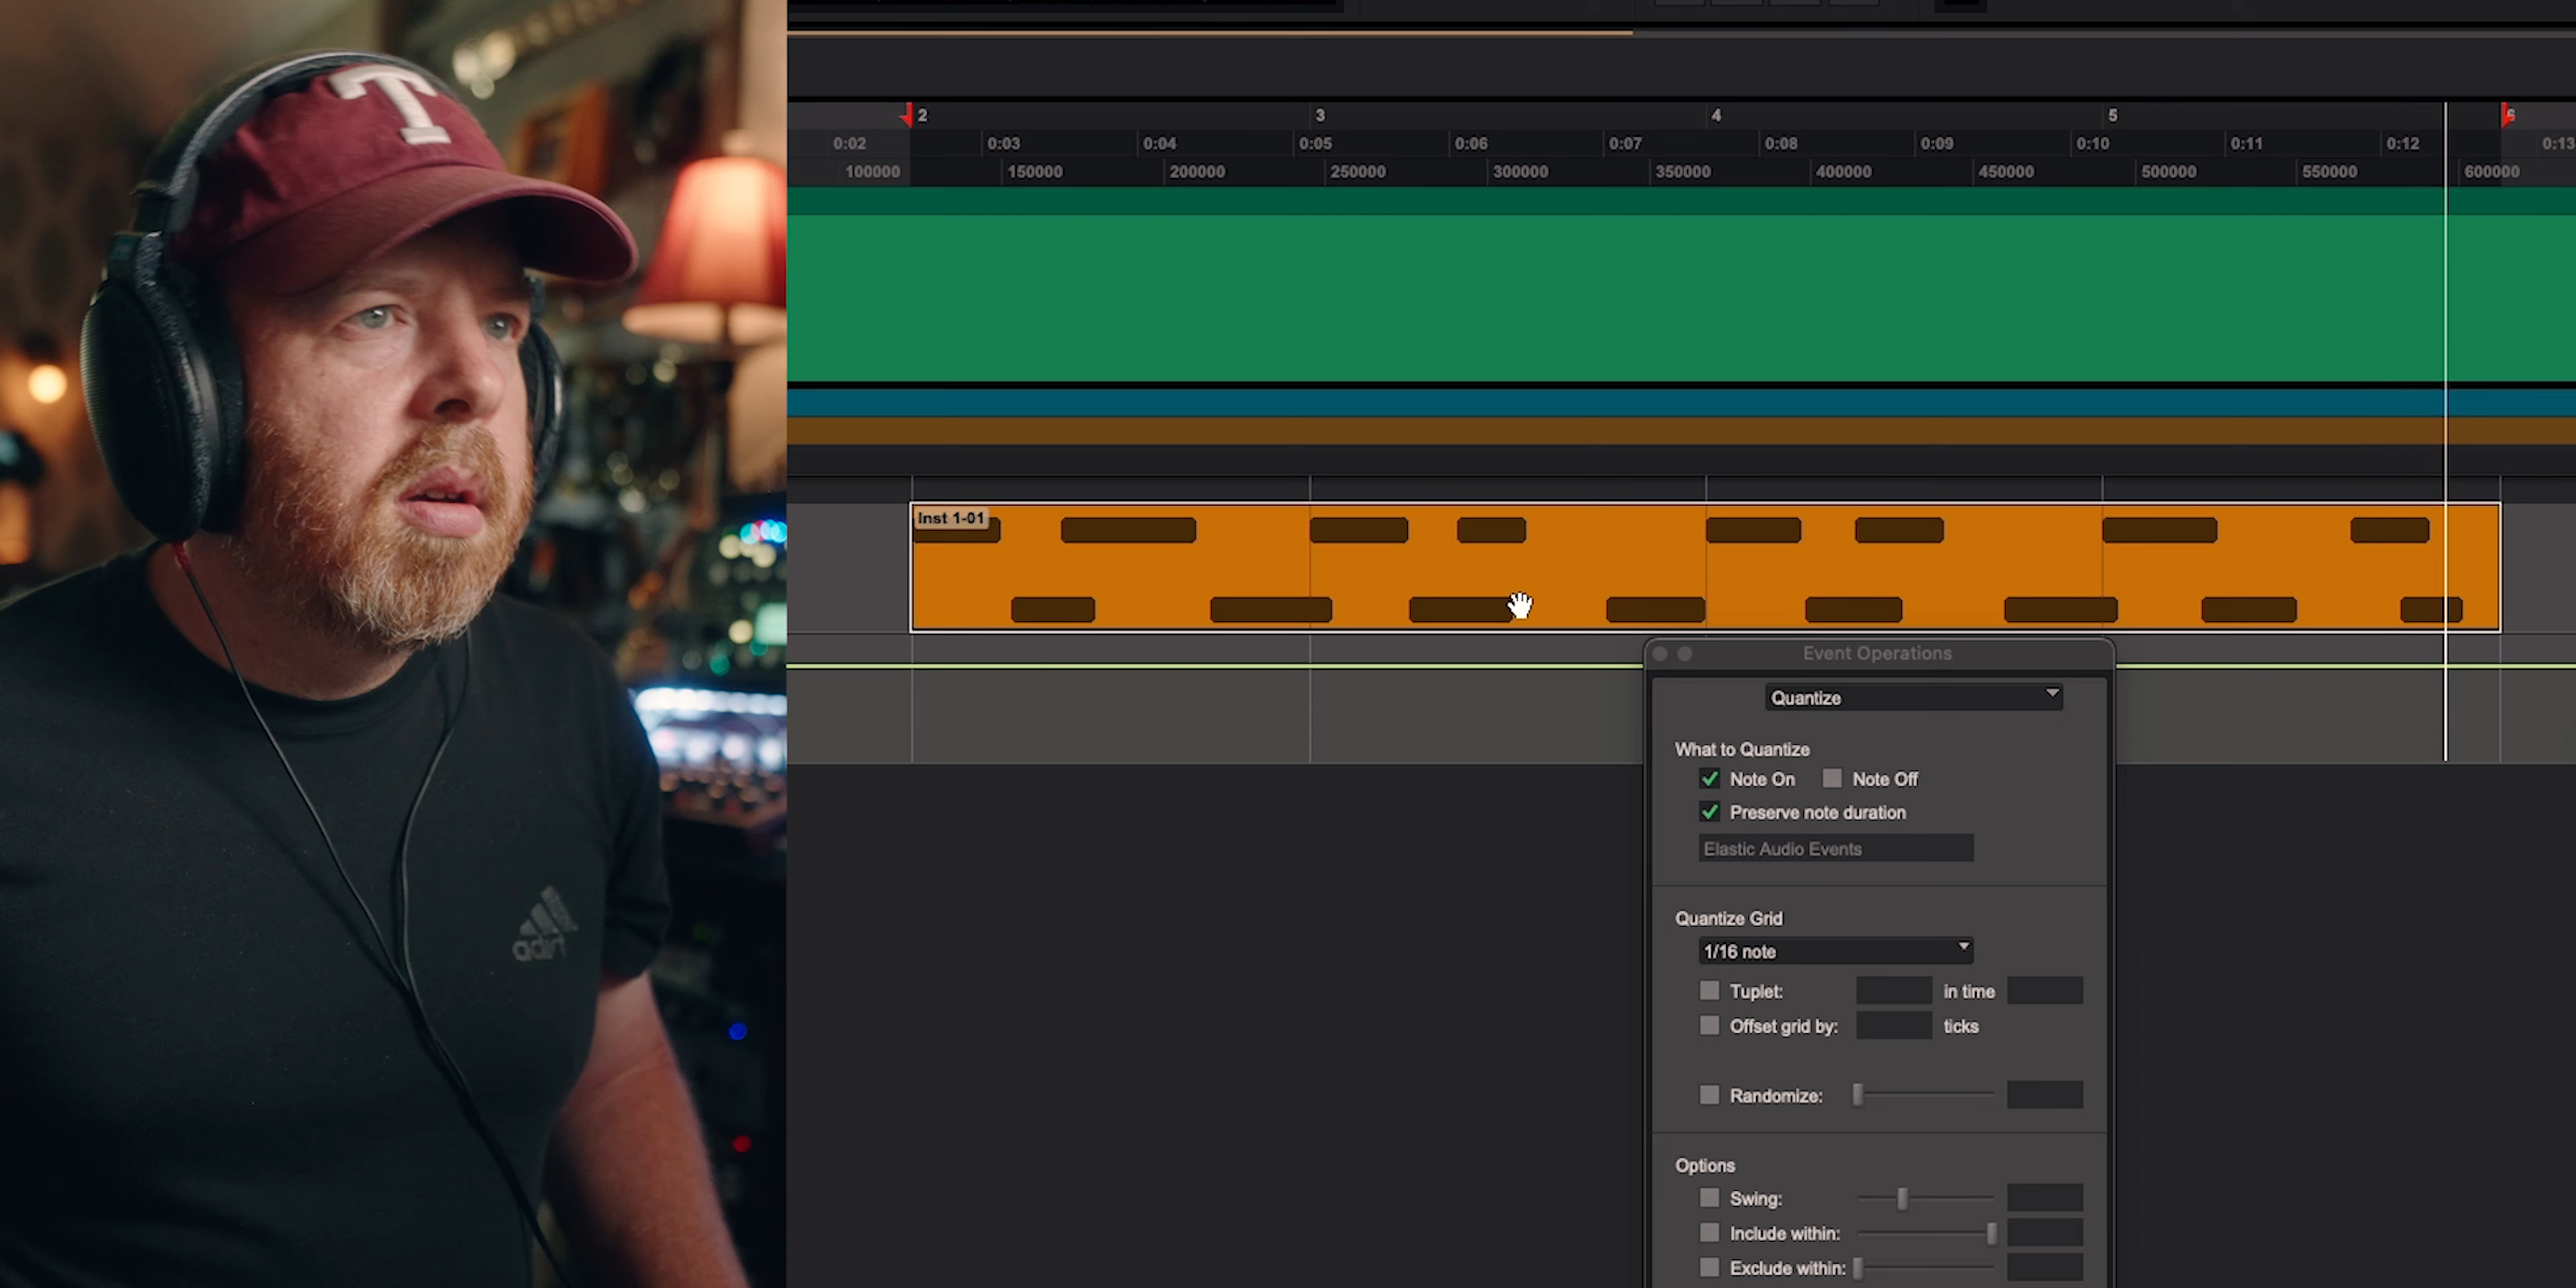 T
adidas
2 3 4 5 6
0:02 0:03 0:04 0:05 0:06 0:07 0:08 0:09 0:10 0:11 0:12 0:13
100000 150000 200000 250000 300000 350000 400000 450000 500000 550000 600000
Inst 1-01
Event Operations
Quantize
What to Quantize
Note On Note Off
Preserve note duration
Elastic Audio Events
Quantize Grid
1/16 note
Tuplet: in time
Offset grid by: ticks
Randomize:
Options
Swing:
Include within:
Exclude within: